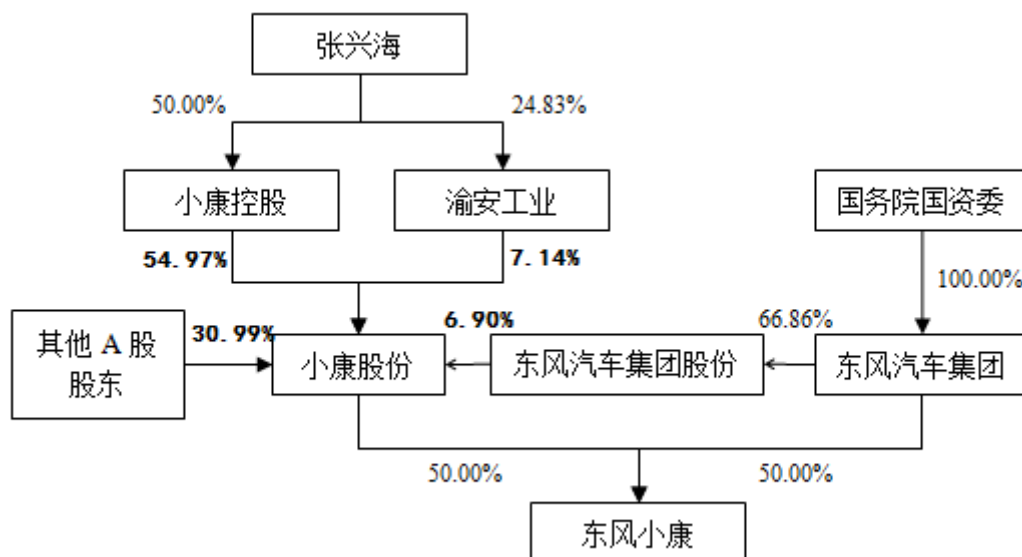 张兴海
50.00%
24.83%
小康控股
渝安工业
国务院国资委
54.97%
7.14%
100.00%
其他 A 股
股东
30.99%
小康股份
6.90%
东风汽车集团股份
66.86%
东风汽车集团
50.00%
50.00%
东风小康